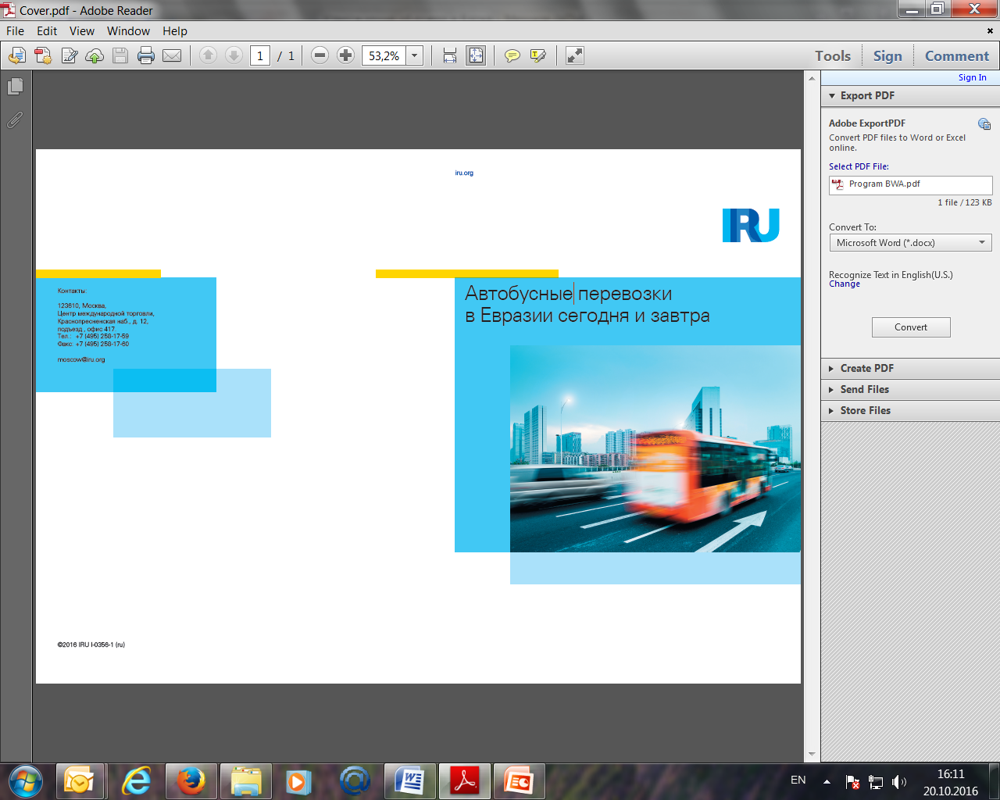 Cover.pdf - Adobe Reader
File Edit View Window Help
1 / 1 53,2% Tools Sign Comment
Sign In
Export PDF
Adobe ExportPDF
Convert PDF files to Word or Excel
online.
Select PDF File:
Program BWA.pdf
1 file / 123 KB
Convert To:
Microsoft Word (*.docx)
Recognize Text in English(U.S.)
Change
Convert
Create PDF
Send Files
Store Files
iru.org
IRU
Контакты:
123610, Москва,
Центр международной торговли,
Краснопресненская наб., д. 12,
подъезд , офис 417.
Тел.: +7 (495) 258-17-59
Факс: +7 (495) 258-17-60
moscow@iru.org
Автобусные перевозки
в Евразии сегодня и завтра
©2016 IRU I-0356-1 (ru)
EN
16:11
20.10.2016